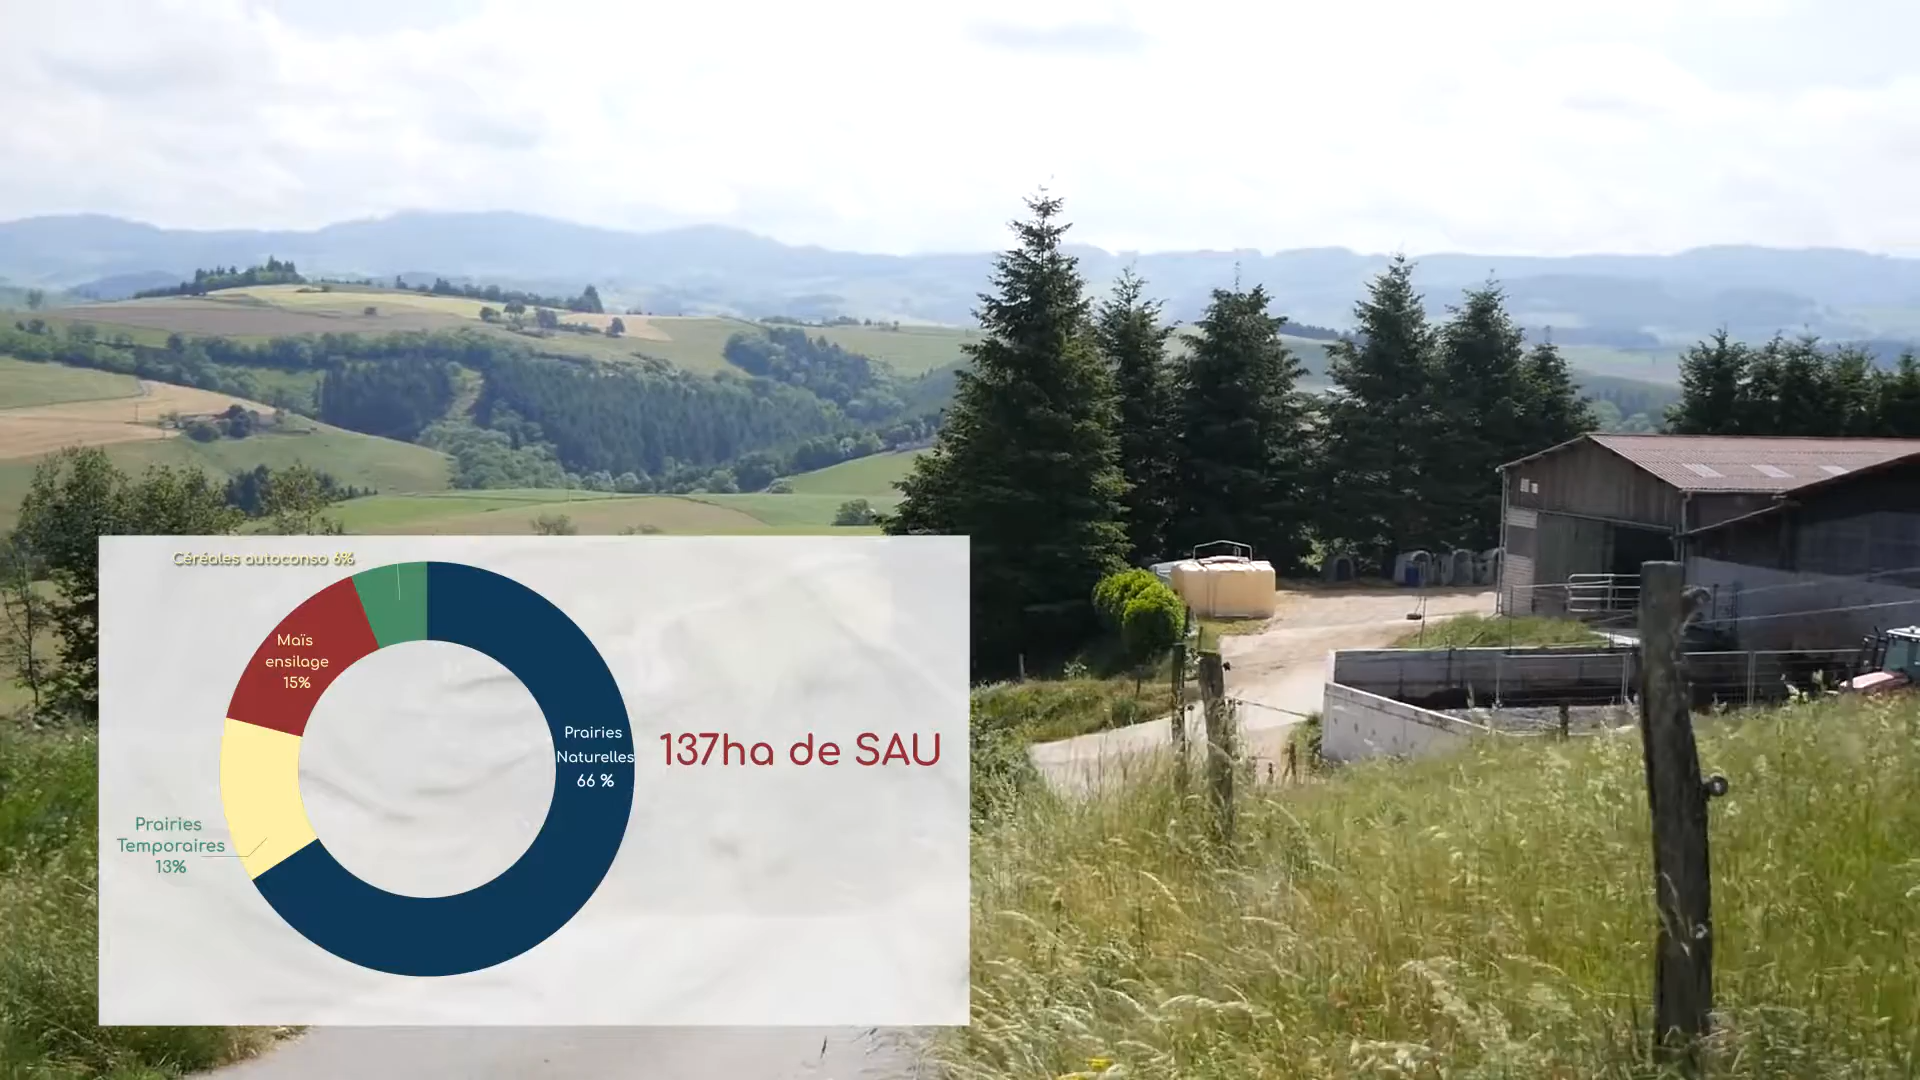 Céréales autoconso 6%
Maïs
ensilage
15%
Prairies
Naturelles
66 %
137ha de SAU
Prairies
Temporaires
13%